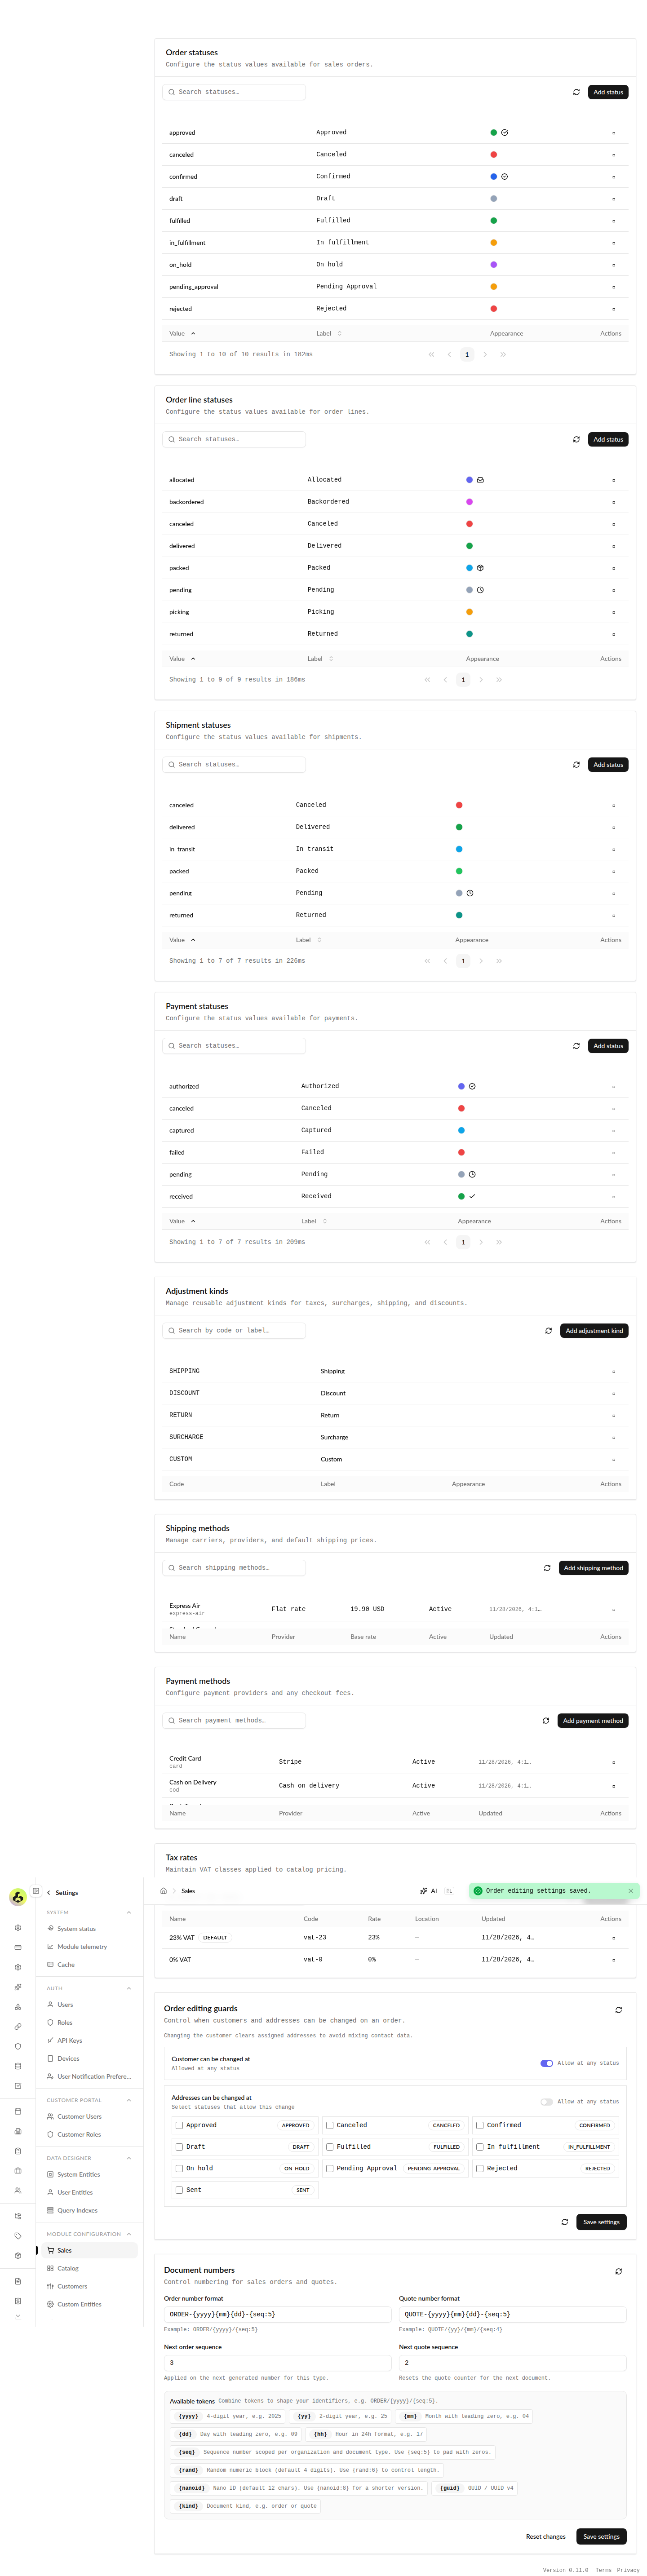 Order statuses
Configure the status values available for sales orders.
Search statuses…
Add status
approved Approved
canceled Canceled
confirmed Confirmed
draft Draft
fulfilled Fulfilled
in_fulfillment In fulfillment
on_hold On hold
pending_approval Pending Approval
rejected Rejected
Value Label Appearance Actions
Showing 1 to 10 of 10 results in 182ms
1
Order line statuses
Configure the status values available for order lines.
Search statuses…
Add status
allocated Allocated
backordered Backordered
canceled Canceled
delivered Delivered
packed Packed
pending Pending
picking Picking
returned Returned
Value Label Appearance Actions
Showing 1 to 9 of 9 results in 186ms
1
Shipment statuses
Configure the status values available for shipments.
Search statuses…
Add status
canceled Canceled
delivered Delivered
in_transit In transit
packed Packed
pending Pending
returned Returned
Value Label Appearance Actions
Showing 1 to 7 of 7 results in 226ms
1
Payment statuses
Configure the status values available for payments.
Search statuses…
Add status
authorized Authorized
canceled Canceled
captured Captured
failed Failed
pending Pending
received Received
Value Label Appearance Actions
Showing 1 to 7 of 7 results in 209ms
1
Adjustment kinds
Manage reusable adjustment kinds for taxes, surcharges, shipping, and discounts.
Search by code or label…
Add adjustment kind
SHIPPING Shipping
DISCOUNT Discount
RETURN Return
SURCHARGE Surcharge
CUSTOM Custom
Code Label Appearance Actions
Shipping methods
Manage carriers, providers, and default shipping prices.
Search shipping methods…
Add shipping method
Express Air
express-air
Flat rate 19.90 USD Active 11/28/2026, 4:1…
Name Provider Base rate Active Updated Actions
Payment methods
Configure payment providers and any checkout fees.
Search payment methods…
Add payment method
Credit Card
card
Stripe Active 11/28/2026, 4:1…
Cash on Delivery
cod
Cash on delivery Active 11/28/2026, 4:1…
Name Provider Active Updated Actions
Tax rates
Maintain VAT classes applied to catalog pricing.
Settings
Sales
AI
Order editing settings saved.
SYSTEM
System status
Module telemetry
Cache
AUTH
Users
Roles
API Keys
Devices
User Notification Prefere…
CUSTOMER PORTAL
Customer Users
Customer Roles
DATA DESIGNER
System Entities
User Entities
Query Indexes
MODULE CONFIGURATION
Sales
Catalog
Customers
Custom Entities
Name Code Rate Location Updated Actions
23% VAT DEFAULT vat-23 23% — 11/28/2026, 4…
0% VAT vat-0 0% — 11/28/2026, 4…
Order editing guards
Control when customers and addresses can be changed on an order.
Changing the customer clears assigned addresses to avoid mixing contact data.
Customer can be changed at
Allowed at any status
Allow at any status
Addresses can be changed at
Select statuses that allow this change
Allow at any status
Approved APPROVED Canceled CANCELED Confirmed CONFIRMED
Draft DRAFT Fulfilled FULFILLED In fulfillment IN_FULFILLMENT
On hold ON_HOLD Pending Approval PENDING_APPROVAL Rejected REJECTED
Sent SENT
Save settings
Document numbers
Control numbering for sales orders and quotes.
Order number format Quote number format
ORDER-{yyyy}{mm}{dd}-{seq:5} QUOTE-{yyyy}{mm}{dd}-{seq:5}
Example: ORDER/{yyyy}/{seq:5} Example: QUOTE/{yy}/{mm}/{seq:4}
Next order sequence Next quote sequence
3 2
Applied on the next generated number for this type. Resets the quote counter for the next document.
Available tokens Combine tokens to shape your identifiers, e.g. ORDER/{yyyy}/{seq:5}.
{yyyy} 4-digit year, e.g. 2025 {yy} 2-digit year, e.g. 25 {mm} Month with leading zero, e.g. 04
{dd} Day with leading zero, e.g. 09 {hh} Hour in 24h format, e.g. 17
{seq} Sequence number scoped per organization and document type. Use {seq:5} to pad with zeros.
{rand} Random numeric block (default 4 digits). Use {rand:6} to control length.
{nanoid} Nano ID (default 12 chars). Use {nanoid:8} for a shorter version. {guid} GUID / UUID v4
{kind} Document kind, e.g. order or quote
Reset changes Save settings
Version 0.11.0 Terms Privacy